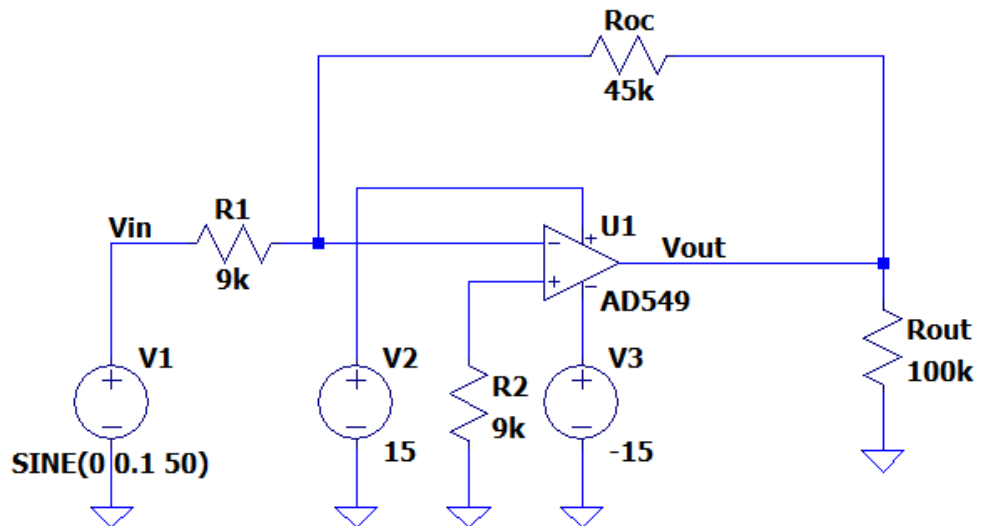 Roc
45k
R1
Vin
9k
U1
Vout
AD549
Rout
100k
V1
V2
R2
9k
V3
SINE(0 0.1 50)
15
-15